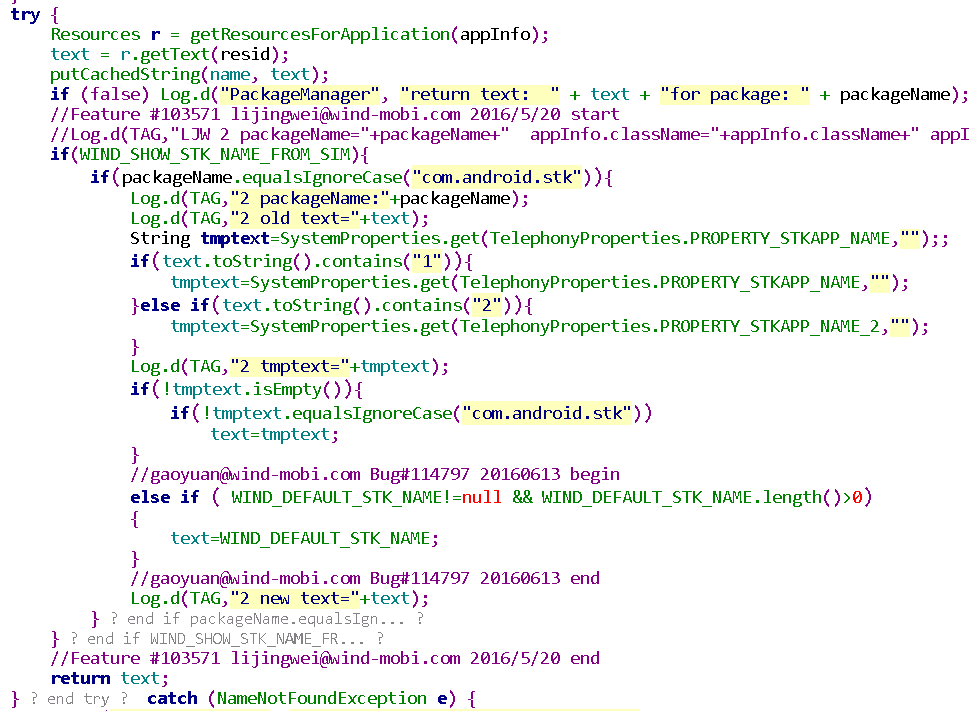 try {
    Resources r = getResourcesForApplication(appInfo);
    text = r.getText(resid);
    putCachedString(name, text);
    if (false) Log.d("PackageManager", "return text:  " + text + "for package: " + packageName);
    //Feature #103571 lijingwei@wind-mobi.com 2016/5/20 start
    //Log.d(TAG,"LJW 2 packageName="+packageName+"  appInfo.className="+appInfo.className+" appI
    if(WIND_SHOW_STK_NAME_FROM_SIM){
        if(packageName.equalsIgnoreCase("com.android.stk")){
            Log.d(TAG,"2 packageName:"+packageName);
            Log.d(TAG,"2 old text="+text);
            String tmptext=SystemProperties.get(TelephonyProperties.PROPERTY_STKAPP_NAME,"");;
            if(text.toString().contains("1")){
                tmptext=SystemProperties.get(TelephonyProperties.PROPERTY_STKAPP_NAME,"");
            }else if(text.toString().contains("2")){
                tmptext=SystemProperties.get(TelephonyProperties.PROPERTY_STKAPP_NAME_2,"");
            }
            Log.d(TAG,"2 tmptext="+tmptext);
            if(!tmptext.isEmpty()){
                if(!tmptext.equalsIgnoreCase("com.android.stk"))
                    text=tmptext;
            }
            //gaoyuan@wind-mobi.com Bug#114797 20160613 begin
            else if ( WIND_DEFAULT_STK_NAME!=null && WIND_DEFAULT_STK_NAME.length()>0)
            {
                text=WIND_DEFAULT_STK_NAME;
            }
            //gaoyuan@wind-mobi.com Bug#114797 20160613 end
            Log.d(TAG,"2 new text="+text);
        } ? end if packageName.equalsIgn... ?
    } ? end if WIND_SHOW_STK_NAME_FR... ?
    //Feature #103571 lijingwei@wind-mobi.com 2016/5/20 end
    return text;
} ? end try ?  catch (NameNotFoundException e) {